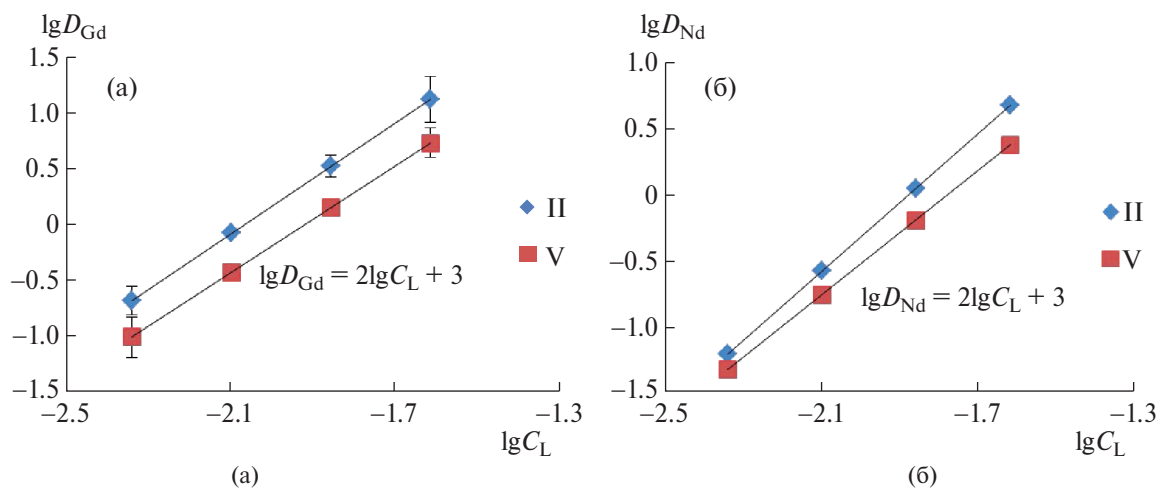 lgD_Gd
1.5
(а)
1.0
0.5
0
−0.5
−1.0
−1.5
−2.5 −2.1 −1.7 −1.3
lgC_L
II
V
lgD_Gd = 2lgC_L + 3
(а)
lgD_Nd
1.0
(б)
0.5
0
−0.5
−1.0
−1.5
−2.5 −2.1 −1.7 −1.3
lgC_L
II
V
lgD_Nd = 2lgC_L + 3
(б)